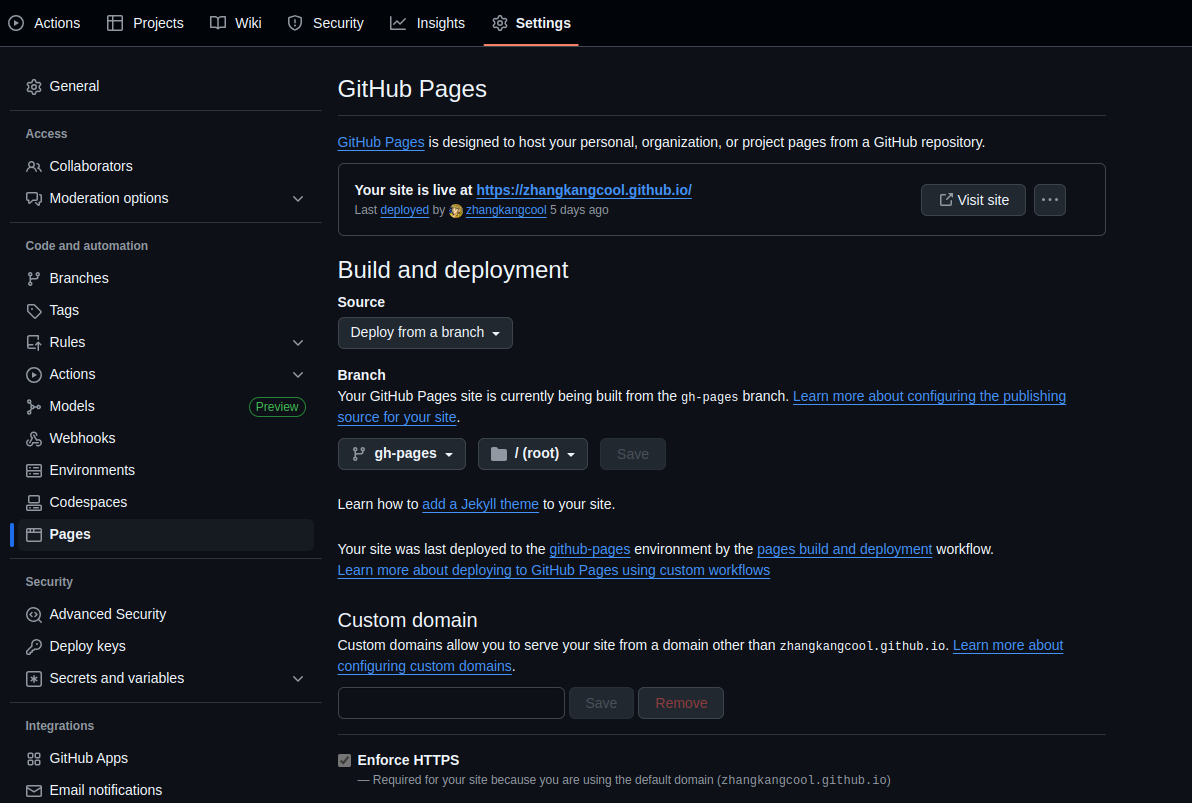 Actions Projects Wiki Security Insights Settings
General
Access
Collaborators
Moderation options
Code and automation
Branches
Tags
Rules
Actions
Models Preview
Webhooks
Environments
Codespaces
Pages
Security
Advanced Security
Deploy keys
Secrets and variables
Integrations
GitHub Apps
Email notifications
GitHub Pages
GitHub Pages is designed to host your personal, organization, or project pages from a GitHub repository.
Your site is live at https://zhangkangcool.github.io/
Last deployed by zhangkangcool 5 days ago
Visit site
Build and deployment
Source
Deploy from a branch
Branch
Your GitHub Pages site is currently being built from the gh-pages branch. Learn more about configuring the publishing
source for your site.
gh-pages / (root) Save
Learn how to add a Jekyll theme to your site.
Your site was last deployed to the github-pages environment by the pages build and deployment workflow.
Learn more about deploying to GitHub Pages using custom workflows
Custom domain
Custom domains allow you to serve your site from a domain other than zhangkangcool.github.io. Learn more about
configuring custom domains.
Save Remove
Enforce HTTPS
— Required for your site because you are using the default domain (zhangkangcool.github.io)